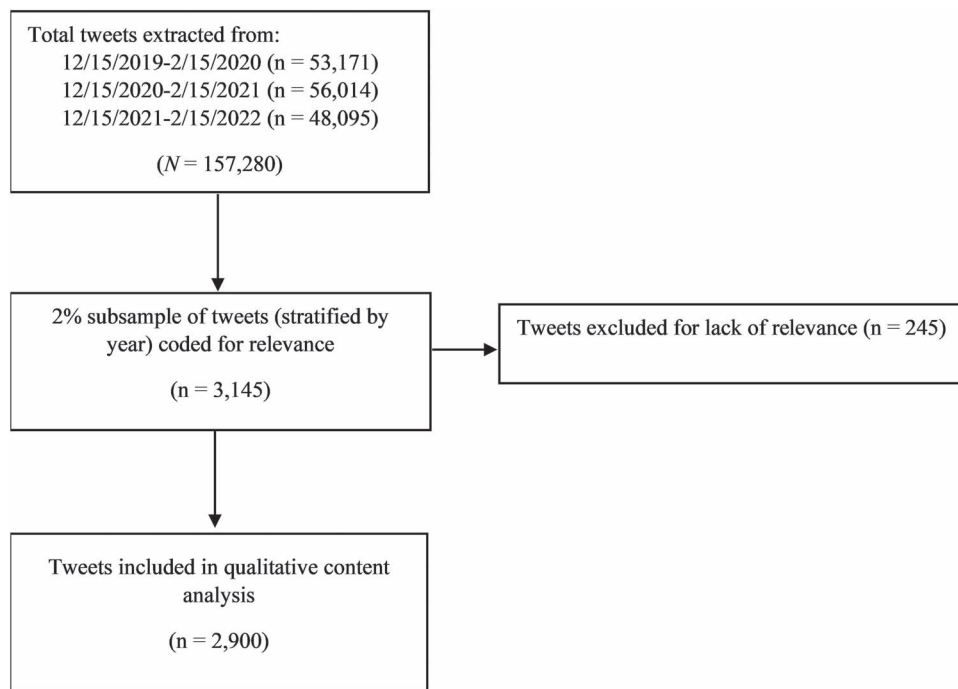 Total tweets extracted from:
12/15/2019-2/15/2020 (n = 53,171)
12/15/2020-2/15/2021 (n = 56,014)
12/15/2021-2/15/2022 (n = 48,095)
(N = 157,280)
2% subsample of tweets (stratified by
year) coded for relevance
(n = 3,145)
Tweets excluded for lack of relevance (n = 245)
Tweets included in qualitative content
analysis
(n = 2,900)